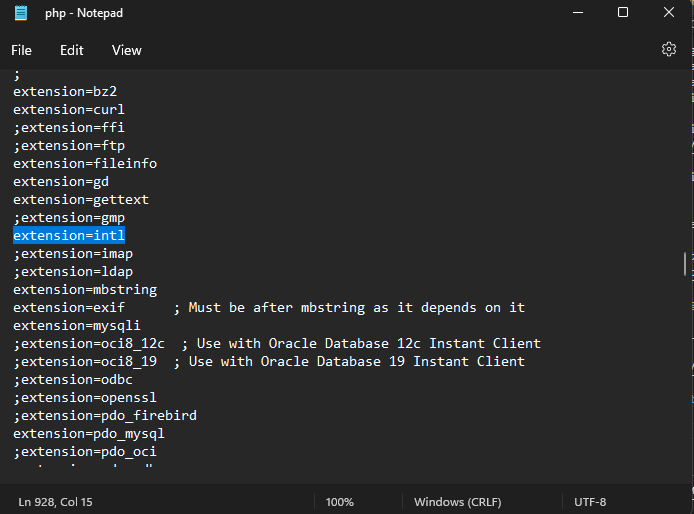 php - Notepad
File Edit View
;
extension=bz2
extension=curl
;extension=ffi
;extension=ftp
extension=fileinfo
extension=gd
extension=gettext
;extension=gmp
extension=intl
;extension=imap
;extension=ldap
extension=mbstring
extension=exif      ; Must be after mbstring as it depends on it
extension=mysqli
;extension=oci8_12c  ; Use with Oracle Database 12c Instant Client
;extension=oci8_19  ; Use with Oracle Database 19 Instant Client
;extension=odbc
;extension=openssl
;extension=pdo_firebird
extension=pdo_mysql
;extension=pdo_oci
Ln 928, Col 15 100% Windows (CRLF) UTF-8